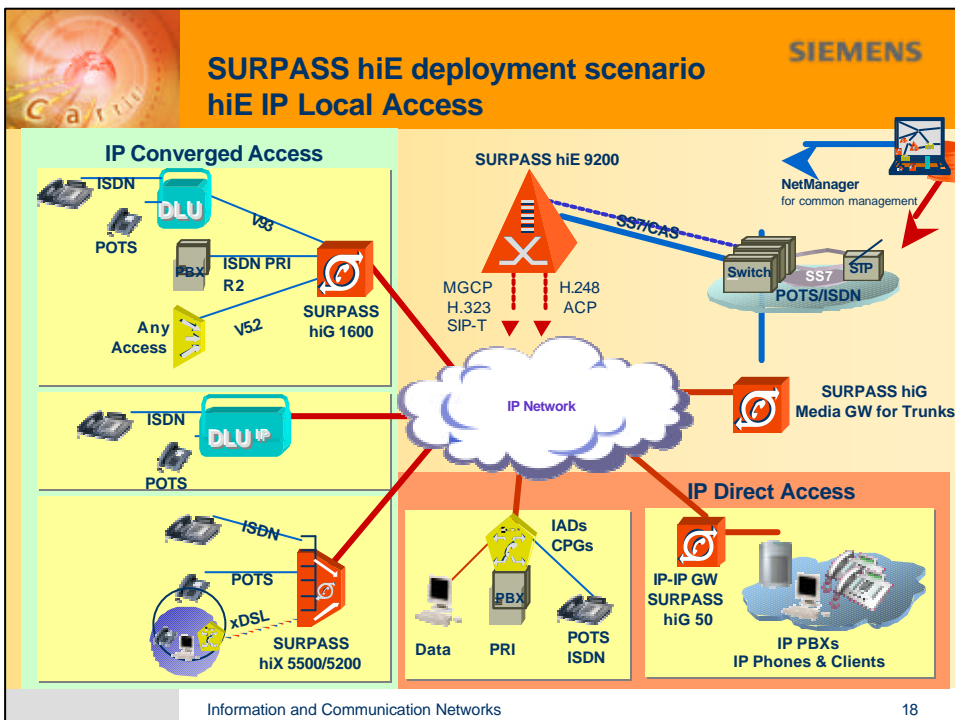 Carrie
SIEMENS
SURPASS hiE deployment scenario
hiE IP Local Access
IP Converged Access
ISDN
DLU
POTS
V93
PBX
ISDN PRI
R2
Any
Access
V5.2
SURPASS
hiG 1600
ISDN
DLU IP
POTS
ISDN
POTS
xDSL
SURPASS
hiX 5500/5200
SURPASS hiE 9200
SS7/CAS
MGCP
H.323
SIP-T
H.248
ACP
IP Network
NetManager
for common management
Switch
SS7
STP
POTS/ISDN
SURPASS hiG
Media GW for Trunks
IP Direct Access
IADs
CPGs
PBX
Data
PRI
POTS
ISDN
IP-IP GW
SURPASS
hiG 50
IP PBXs
IP Phones & Clients
Information and Communication Networks
18